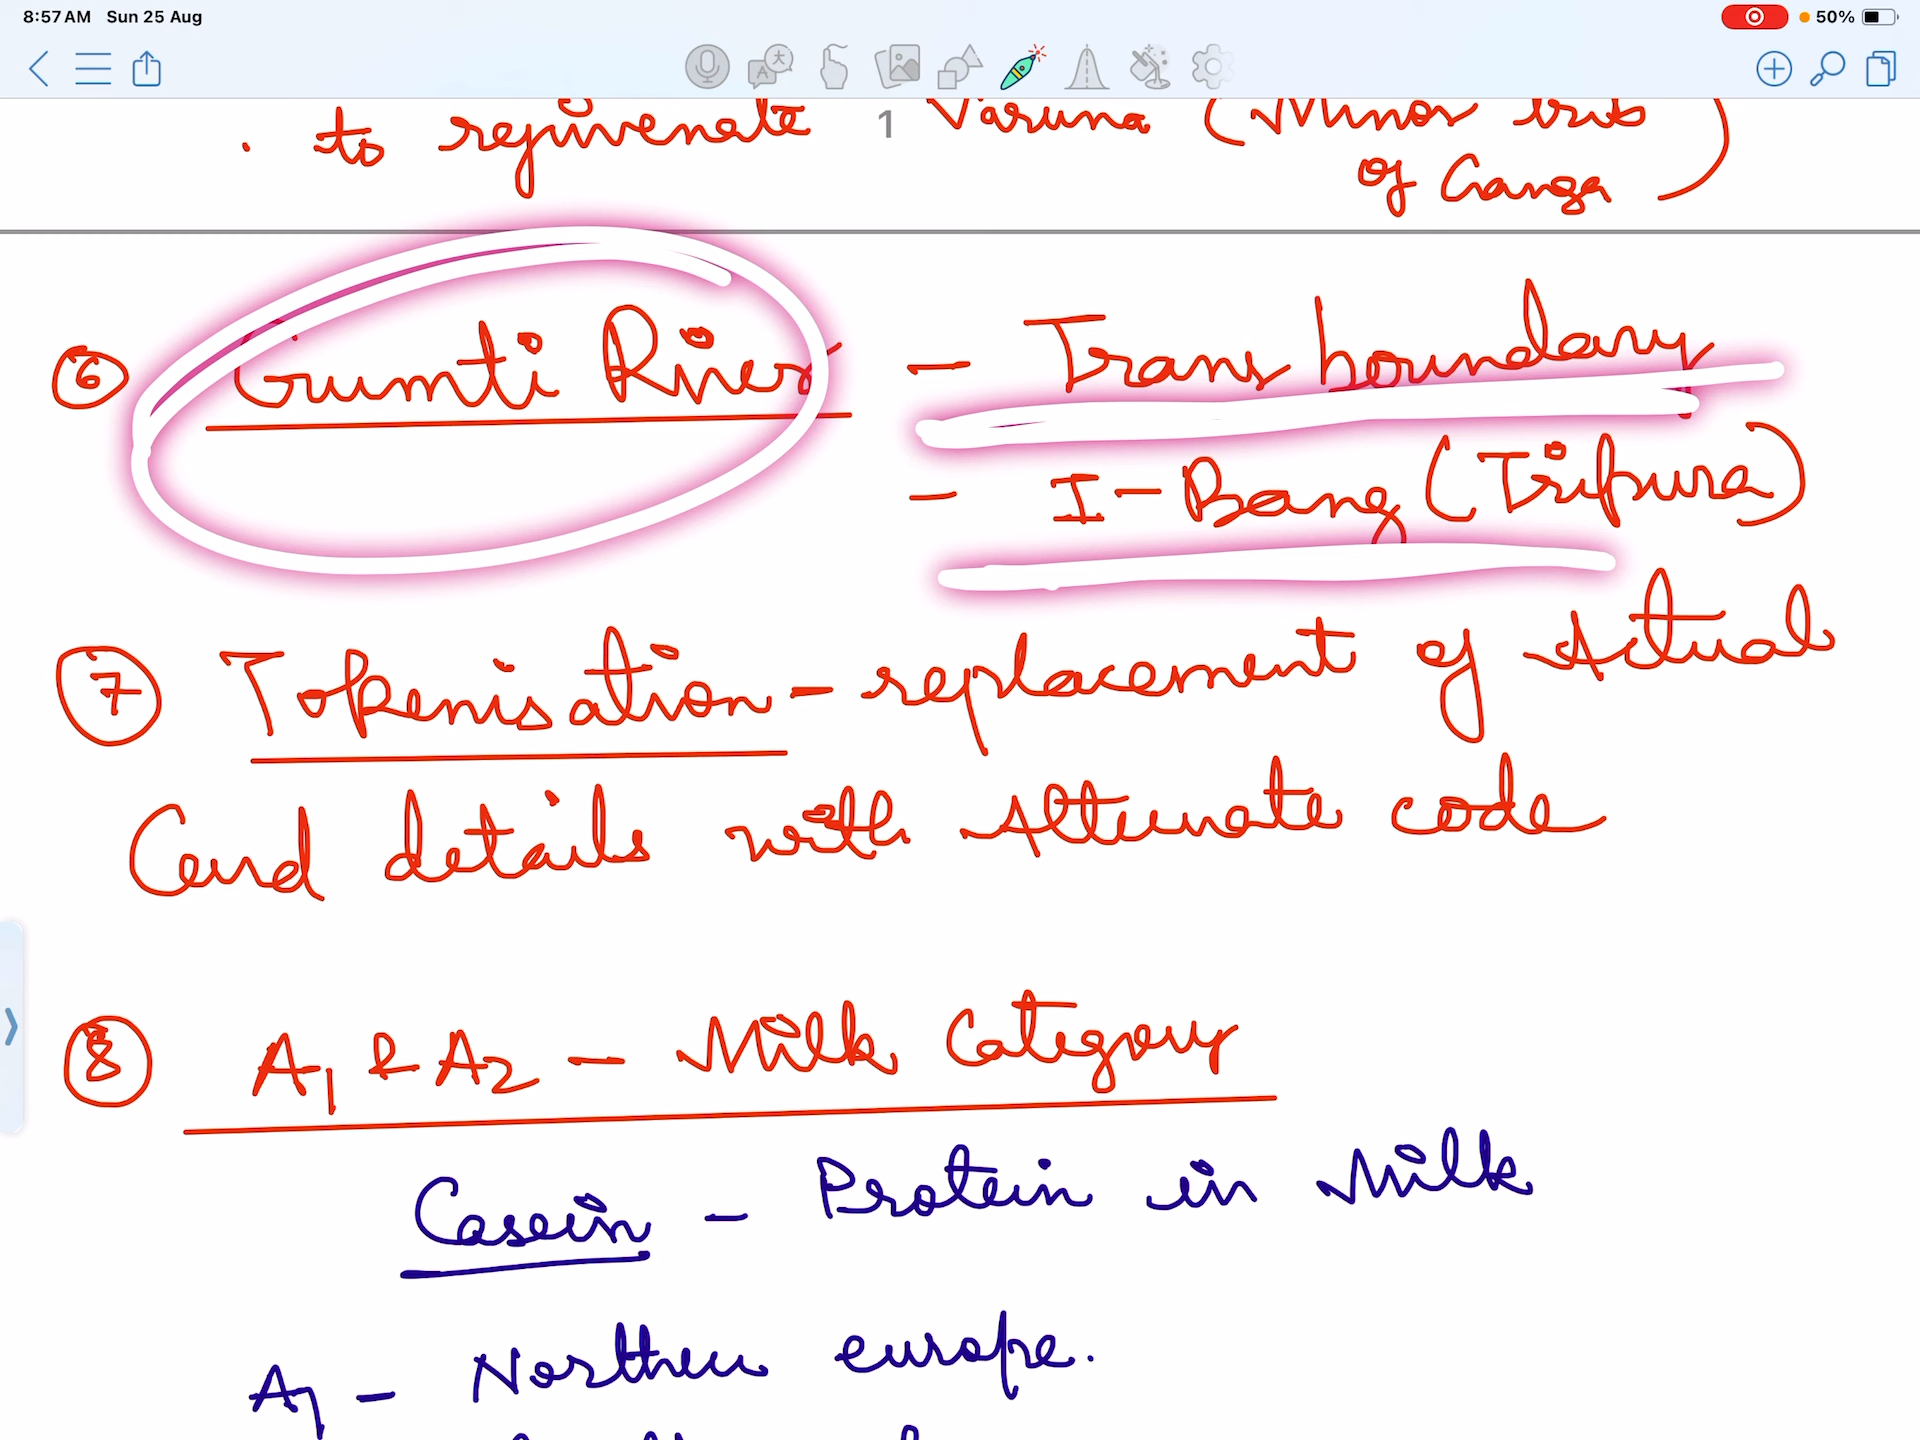 8:57 AM Sun 25 Aug
50%
. to rejuvenate Varuna (Minor trib
of Ganga)
1
⑥ Gumti River - Trans boundary
- I-Bang (Tripura)
⑦ Tokenisation - replacement of Actual
Card details with Alternate code
⑧ A1 & A2 - Milk Category
Casein - Protein in Milk
A1 - Northern europe.